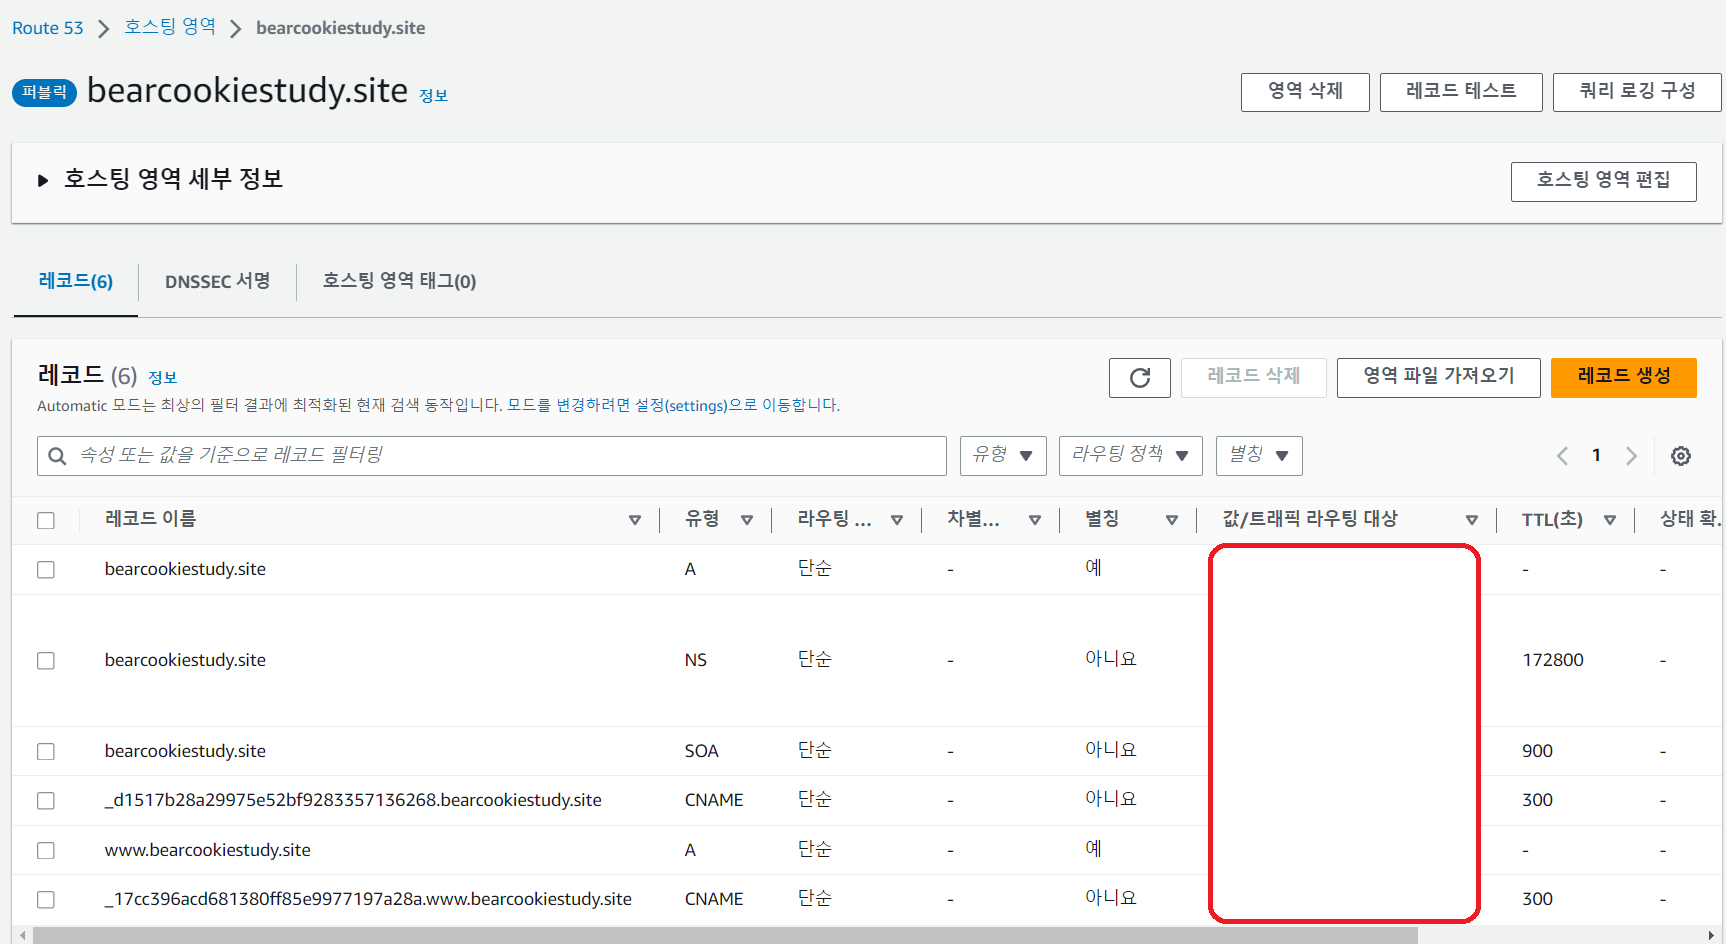 Route 53 > 호스팅 영역 > bearcookiestudy.site
퍼블릭 bearcookiestudy.site 정보
영역 삭제 레코드 테스트 쿼리 로깅 구성
호스팅 영역 세부 정보
호스팅 영역 편집
레코드(6) DNSSEC 서명 호스팅 영역 태그(0)
레코드 (6) 정보
레코드 삭제 영역 파일 가져오기 레코드 생성
Automatic 모드는 최상의 필터 결과에 최적화된 현재 검색 동작입니다. 모드를 변경하려면 설정(settings)으로 이동합니다.
속성 또는 값을 기준으로 레코드 필터링 유형 라우팅 정책 별칭 1
레코드 이름 유형 라우팅 ... 차별... 별칭 값/트래픽 라우팅 대상 TTL(초) 상태 확.
bearcookiestudy.site A 단순 - 예 - -
bearcookiestudy.site NS 단순 - 아니요 172800 -
bearcookiestudy.site SOA 단순 - 아니요 900 -
_d1517b28a29975e52bf9283357136268.bearcookiestudy.site CNAME 단순 - 아니요 300 -
www.bearcookiestudy.site A 단순 - 예 - -
_17cc396acd681380ff85e9977197a28a.www.bearcookiestudy.site CNAME 단순 - 아니요 300 -